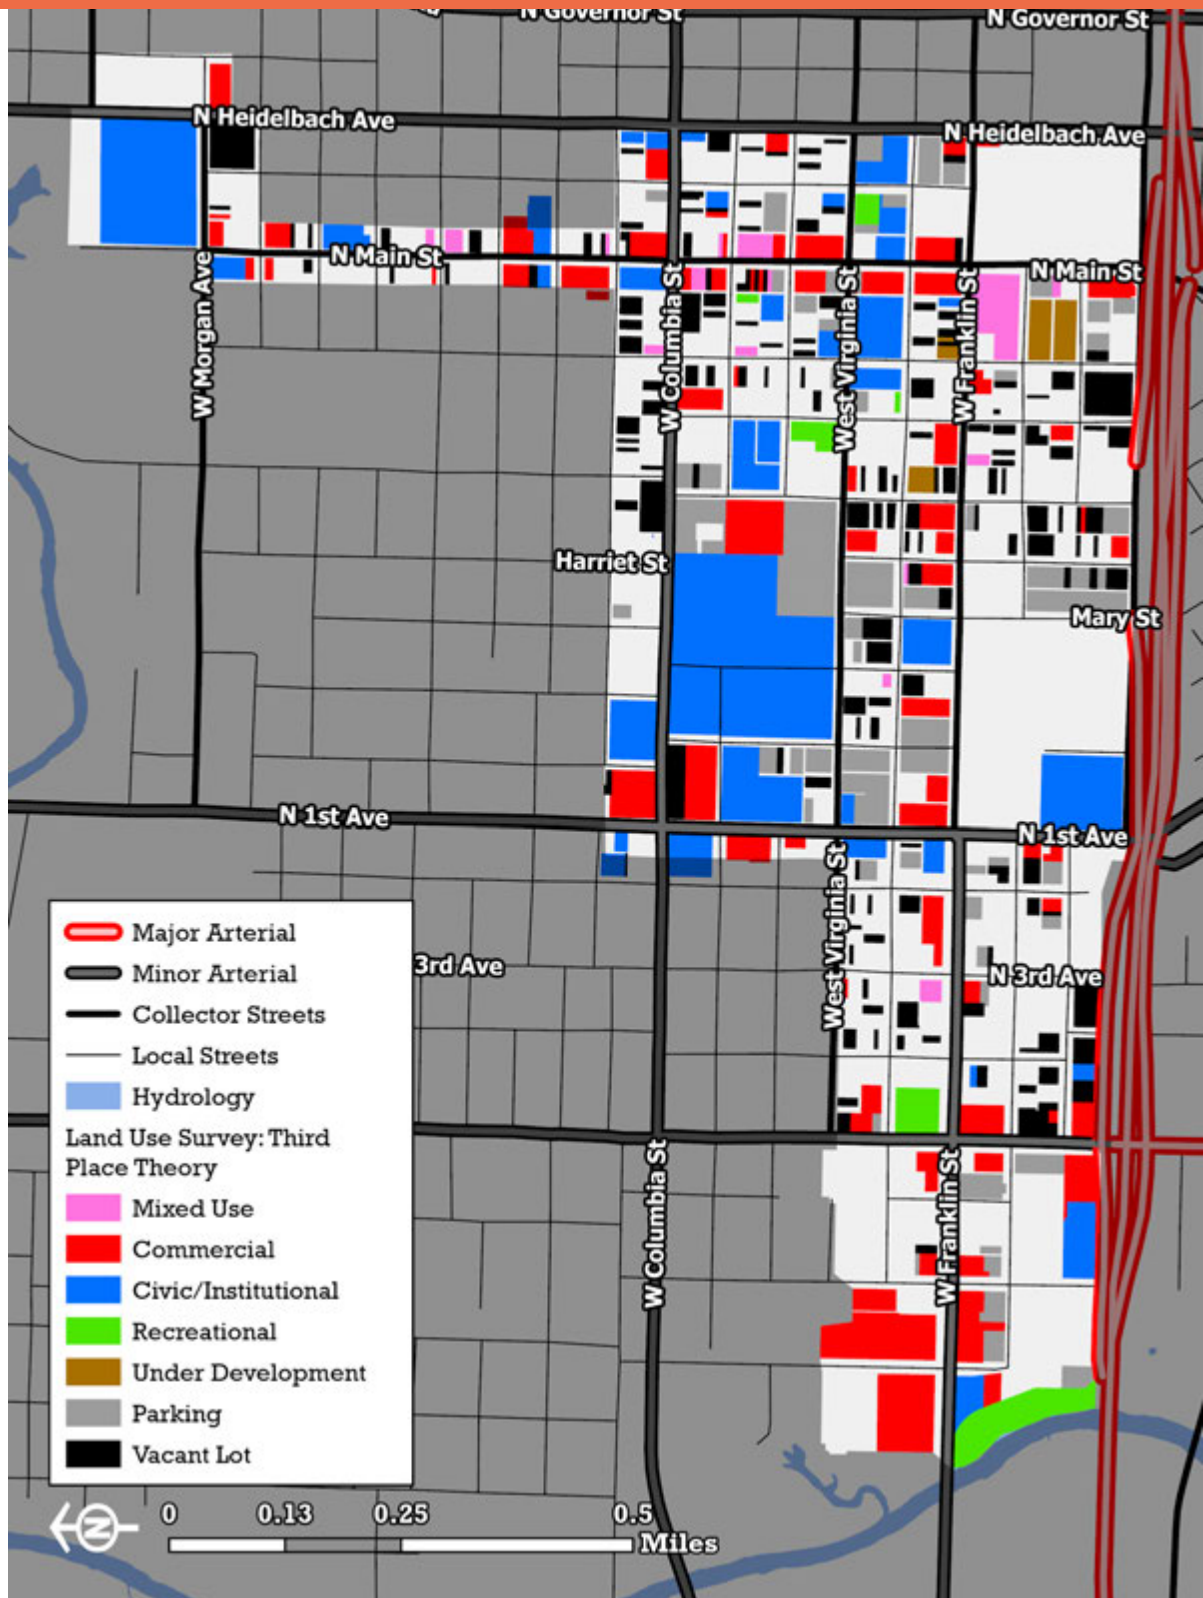 N Governor St
N Governor St
N Heidelbach Ave
N Heidelbach Ave
N Main St
N Main St
W Morgan Ave
W Columbia St
West Virginia St
W Franklin St
Harriet St
Mary St
N 1st Ave
N 1st Ave
West Virginia St
3rd Ave
N 3rd Ave
W Columbia St
W Franklin St
Major Arterial
Minor Arterial
Collector Streets
Local Streets
Hydrology
Land Use Survey: Third
Place Theory
Mixed Use
Commercial
Civic/Institutional
Recreational
Under Development
Parking
Vacant Lot
N
0 0.13 0.25 0.5
Miles